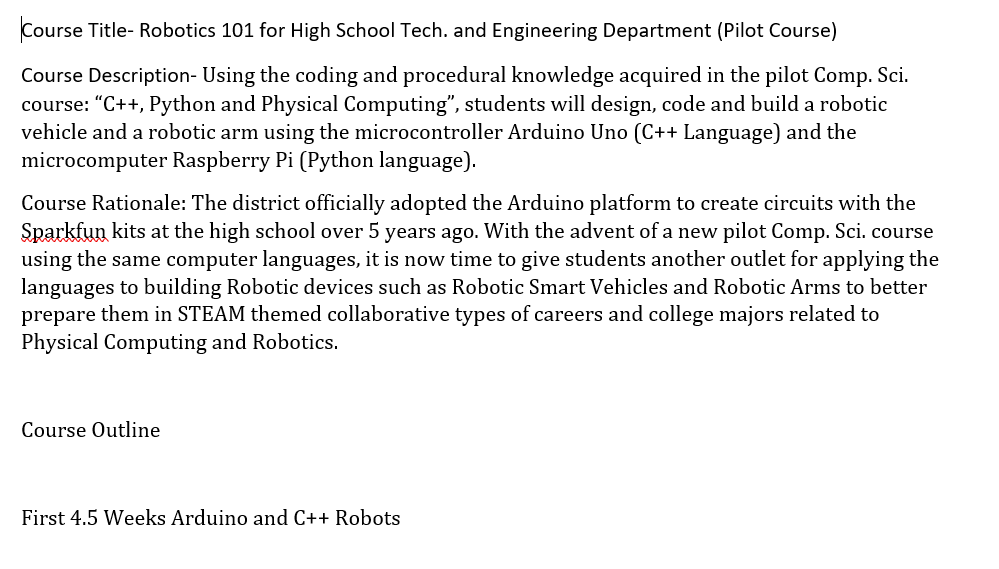 Course Title- Robotics 101 for High School Tech. and Engineering Department (Pilot Course)
Course Description- Using the coding and procedural knowledge acquired in the pilot Comp. Sci.
course: “C++, Python and Physical Computing”, students will design, code and build a robotic
vehicle and a robotic arm using the microcontroller Arduino Uno (C++ Language) and the
microcomputer Raspberry Pi (Python language).
Course Rationale: The district officially adopted the Arduino platform to create circuits with the
Sparkfun kits at the high school over 5 years ago. With the advent of a new pilot Comp. Sci. course
using the same computer languages, it is now time to give students another outlet for applying the
languages to building Robotic devices such as Robotic Smart Vehicles and Robotic Arms to better
prepare them in STEAM themed collaborative types of careers and college majors related to
Physical Computing and Robotics.
Course Outline
First 4.5 Weeks Arduino and C++ Robots